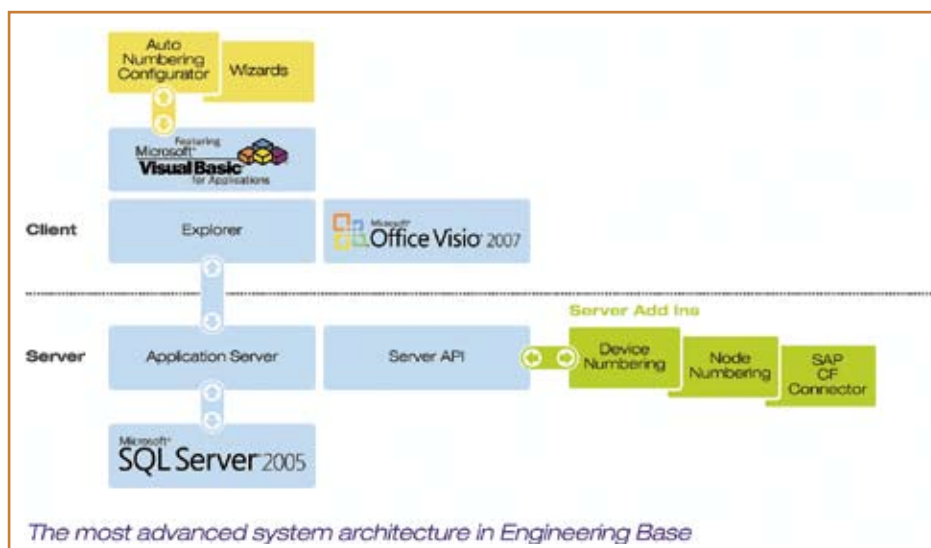 Auto
Numbering
Configurator
Wizards
Featuring
Microsoft®
Visual Basic®
for Applications
Client
Explorer
Microsoft®
Office Visio® 2007
Server Add Ins
Server
Application Server
Server API
Device
Numbering
Node
Numbering
SAP
CF
Connector
Microsoft®
SQL Server™ 2005
The most advanced system architecture in Engineering Base